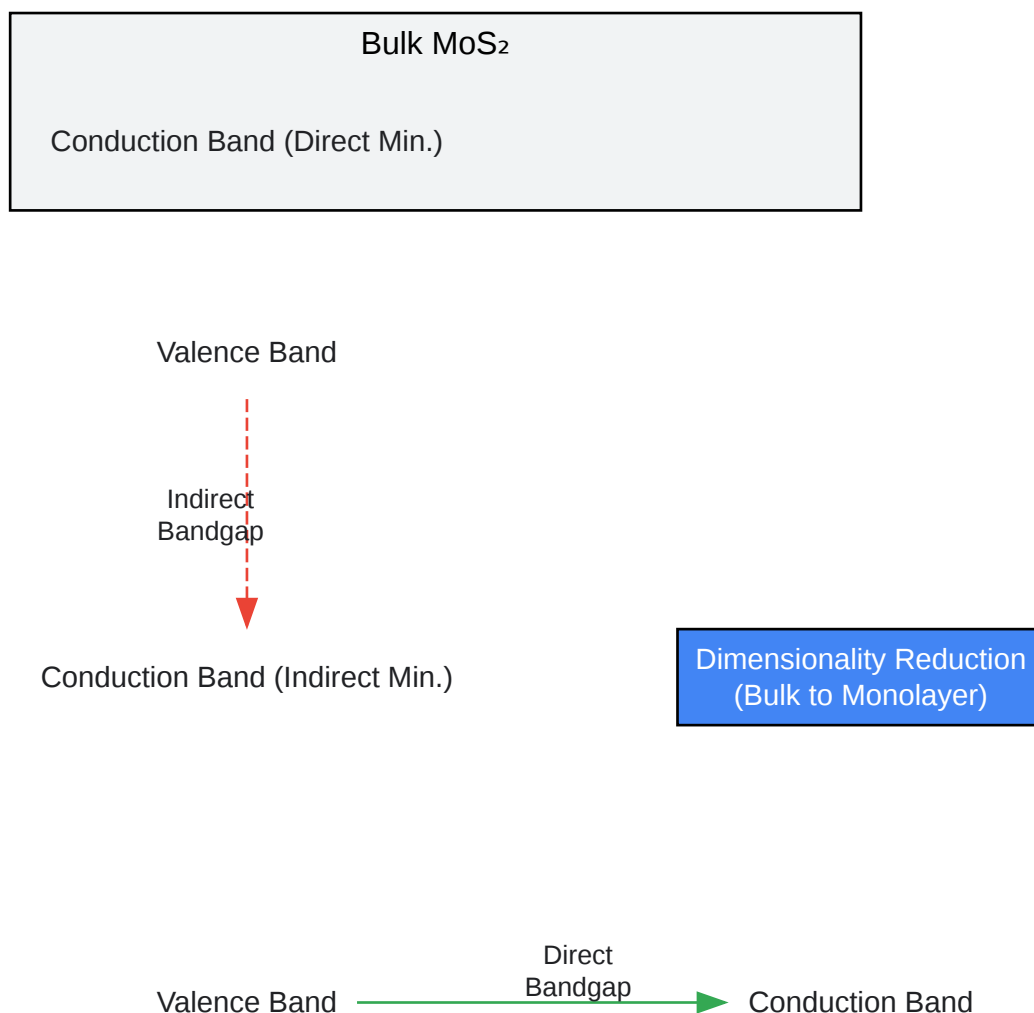 Bulk MoS₂
Conduction Band (Direct Min.)
Valence Band
Indirect
Bandgap
Conduction Band (Indirect Min.)
Dimensionality Reduction
(Bulk to Monolayer)
Direct
Bandgap
Valence Band
Conduction Band